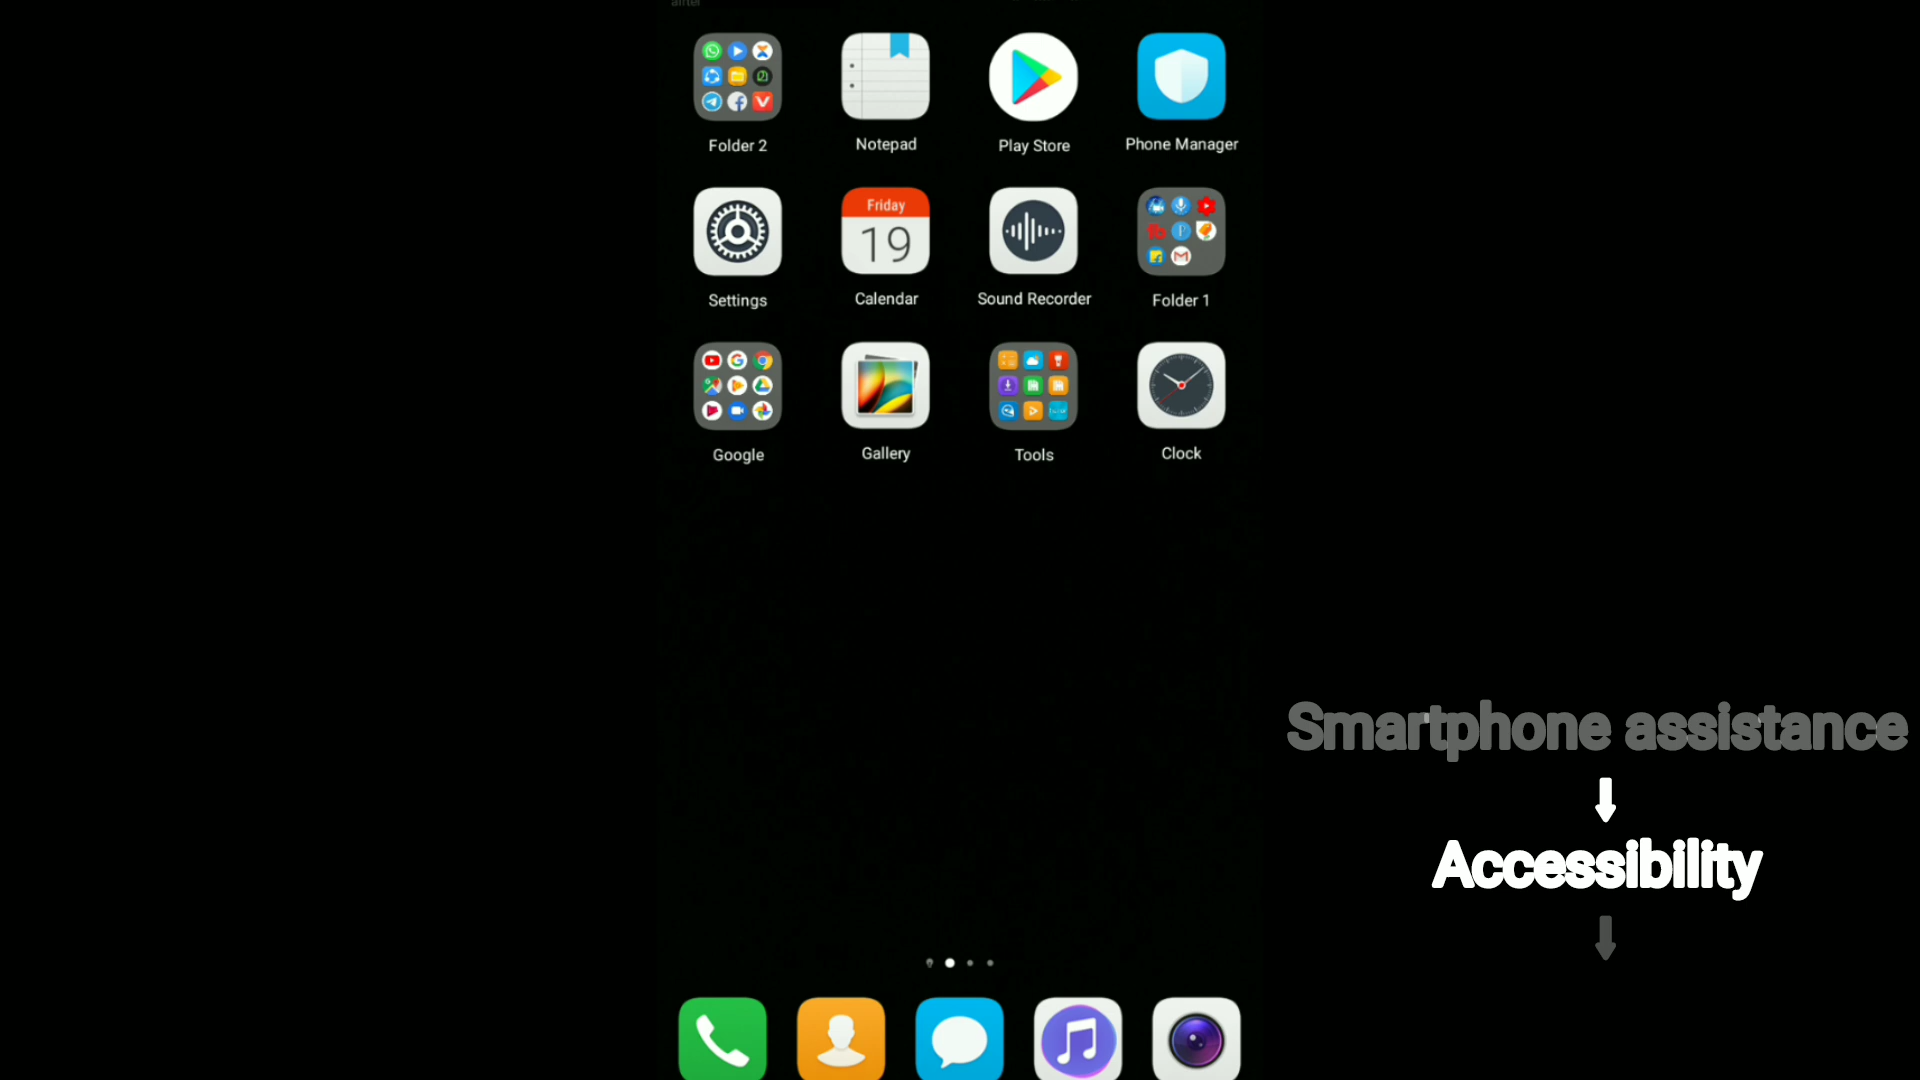 airtel
Folder 2 Notepad Play Store Phone Manager
Friday
19
Settings Calendar Sound Recorder Folder 1
Google Gallery Tools Clock
Smartphone assistance
Accessibility